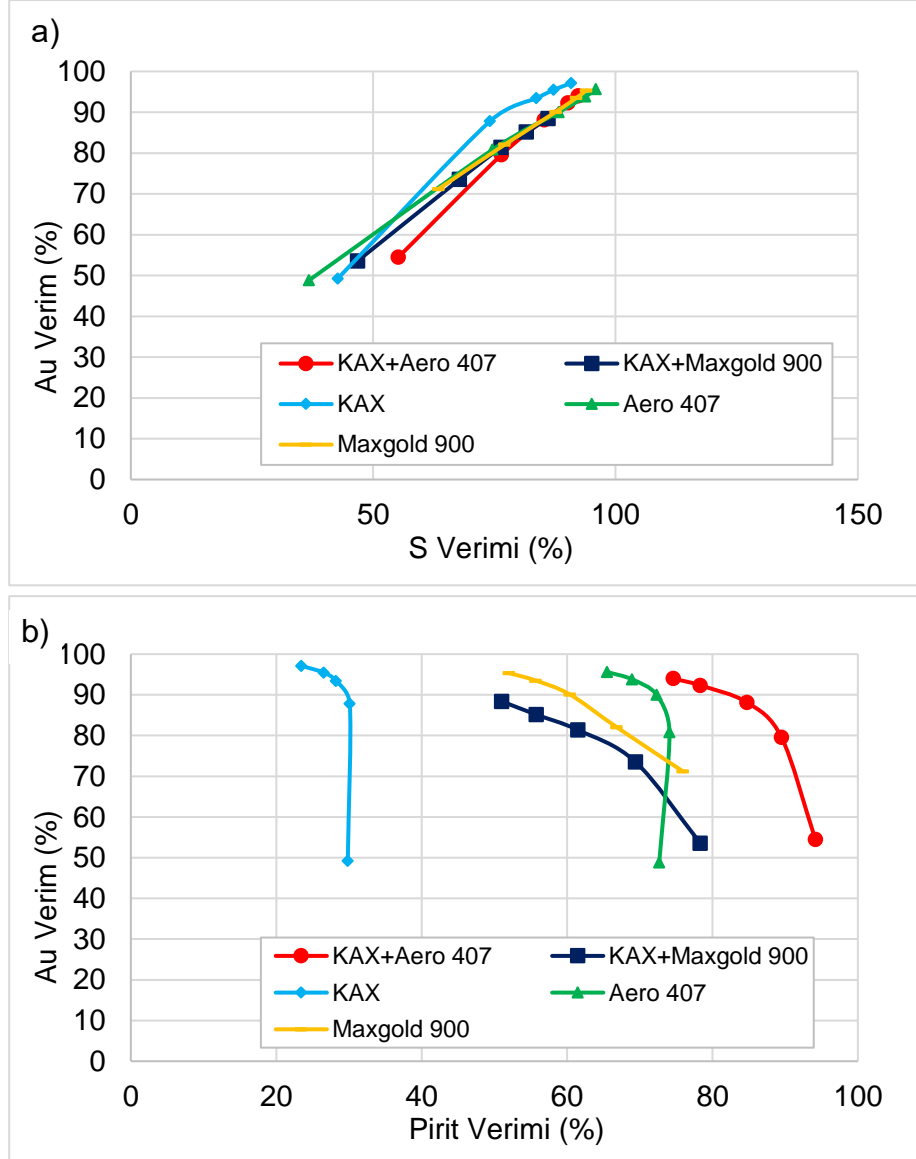 a)
100
90
80
70
60
50
40
30
20
10
0
Au Verim (%)
KAX+Aero 407 KAX+Maxgold 900
KAX Aero 407
Maxgold 900
0 50 100 150
S Verimi (%)
b)
100
90
80
70
60
50
40
30
20
10
0
Au Verim (%)
KAX+Aero 407 KAX+Maxgold 900
KAX Aero 407
Maxgold 900
0 20 40 60 80 100
Pirit Verimi (%)